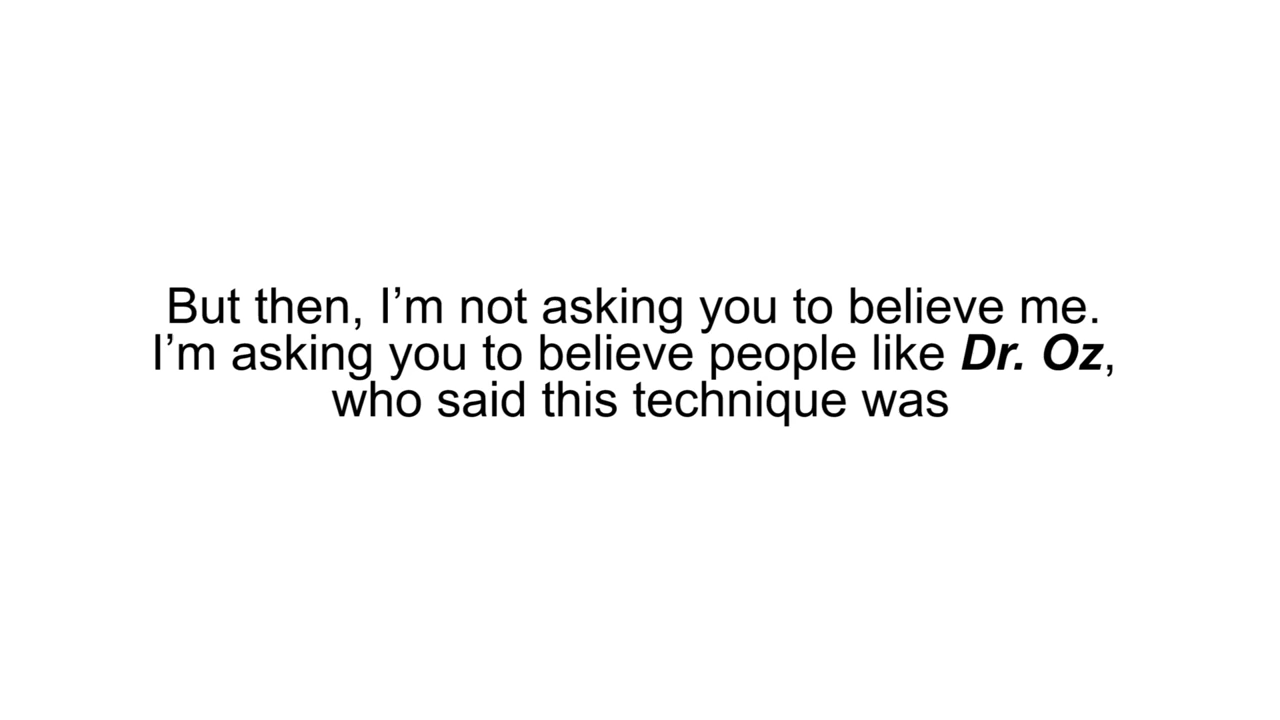 But then, I’m not asking you to believe me.
I’m asking you to believe people like Dr. Oz,
who said this technique was